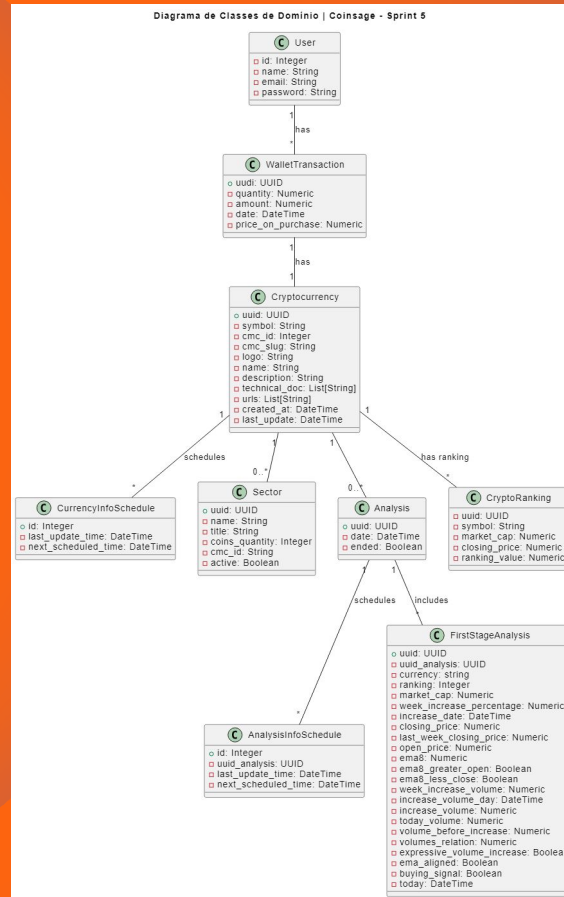 Diagrama de Classes de Dominio | Coinsage - Sprint 5
C User
id: Integer
name: String
email: String
password: String
1
has
*
C WalletTransaction
uudi: UUID
quantity: Numeric
amount: Numeric
date: DateTime
price_on_purchase: Numeric
1
has
1
C Cryptocurrency
uuid: UUID
symbol: String
cmc_id: Integer
cmc_slug: String
logo: String
name: String
description: String
technical_doc: List[String]
urls: List[String]
created_at: DateTime
last_update: DateTime
1 1 1 1
schedules has ranking
* 0..* 0..* *
C CurrencyInfoSchedule
id: Integer
last_update_time: DateTime
next_scheduled_time: DateTime
C Sector
uuid: UUID
name: String
title: String
coins_quantity: Integer
cmc_id: String
active: Boolean
C Analysis
uuid: UUID
date: DateTime
ended: Boolean
C CryptoRanking
uuid: UUID
symbol: String
market_cap: Numeric
closing_price: Numeric
ranking_value: Numeric
1 1
schedules includes
* *
C AnalysisInfoSchedule
id: Integer
uuid_analysis: UUID
last_update_time: DateTime
next_scheduled_time: DateTime
C FirstStageAnalysis
uuid: UUID
uuid_analysis: UUID
currency: string
ranking: Integer
market_cap: Numeric
week_increase_percentage: Numeric
increase_date: DateTime
closing_price: Numeric
last_week_closing_price: Numeric
open_price: Numeric
ema8: Numeric
ema8_greater_open: Boolean
ema8_less_close: Boolean
week_increase_volume: Numeric
increase_volume_day: DateTime
increase_volume: Numeric
today_volume: Numeric
volume_before_increase: Numeric
volumes_relation: Numeric
expressive_volume_increase: Boolea
ema_aligned: Boolean
buying_signal: Boolean
today: DateTime